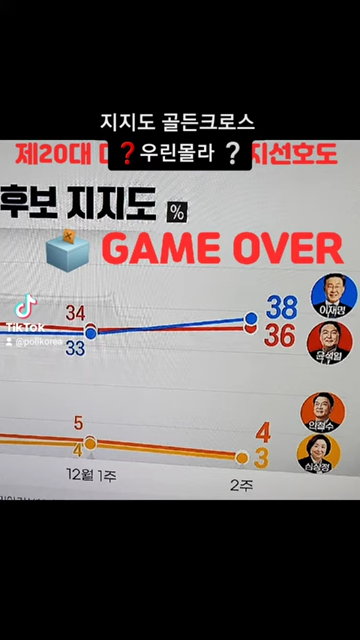 지지도 골든크로스
❓우린몰라❔
제20대 지선호도
후보 지지도 %
GAME OVER
34 38
이재명
33 36
윤석열
TikTok
@polikorea
안철수
5 4
4 3
심상정
12월 1주 2주